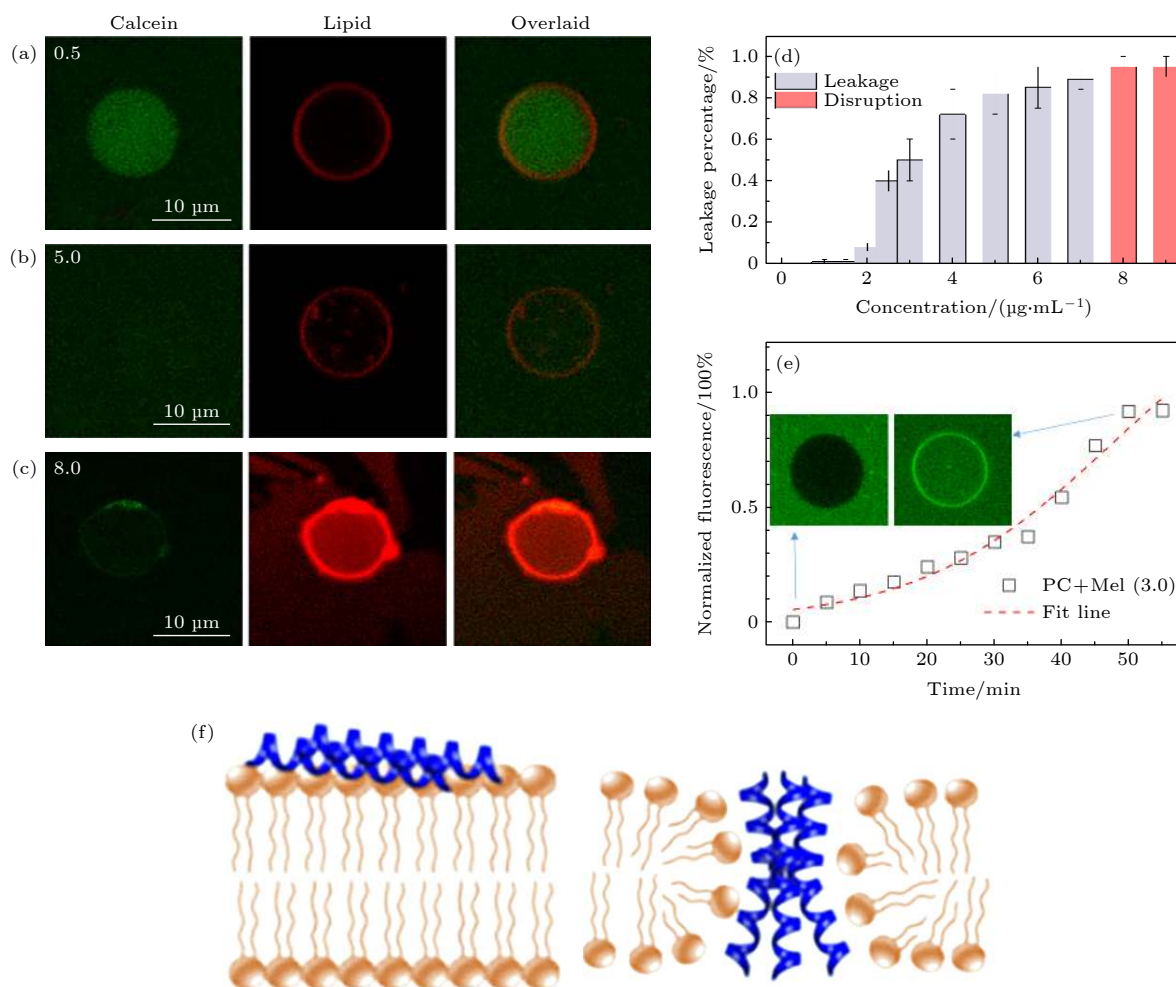 Calcein Lipid Overlaid
(a) 0.5
10 µm
(b) 5.0
10 µm
(c) 8.0
10 µm
(d)
Leakage
Disruption
Leakage percentage/%
1.0
0.8
0.6
0.4
0.2
0
0 2 4 6 8
Concentration/(µg·mL⁻¹)
(e)
Normalized fluorescence/100%
1.0
0.5
0
PC+Mel (3.0)
Fit line
0 10 20 30 40 50
Time/min
(f)